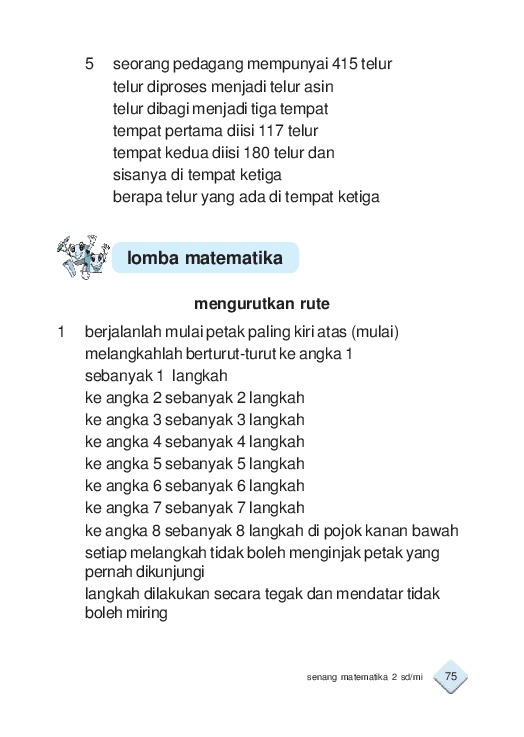 5 seorang pedagang mempunyai 415 telur
telur diproses menjadi telur asin
telur dibagi menjadi tiga tempat
tempat pertama diisi 117 telur
tempat kedua diisi 180 telur dan
sisanya di tempat ketiga
berapa telur yang ada di tempat ketiga
lomba matematika
mengurutkan rute
1 berjalanlah mulai petak paling kiri atas (mulai)
melangkahlah berturut-turut ke angka 1
sebanyak 1 langkah
ke angka 2 sebanyak 2 langkah
ke angka 3 sebanyak 3 langkah
ke angka 4 sebanyak 4 langkah
ke angka 5 sebanyak 5 langkah
ke angka 6 sebanyak 6 langkah
ke angka 7 sebanyak 7 langkah
ke angka 8 sebanyak 8 langkah di pojok kanan bawah
setiap melangkah tidak boleh menginjak petak yang
pernah dikunjungi
langkah dilakukan secara tegak dan mendatar tidak
boleh miring
senang matematika 2 sd/mi 75